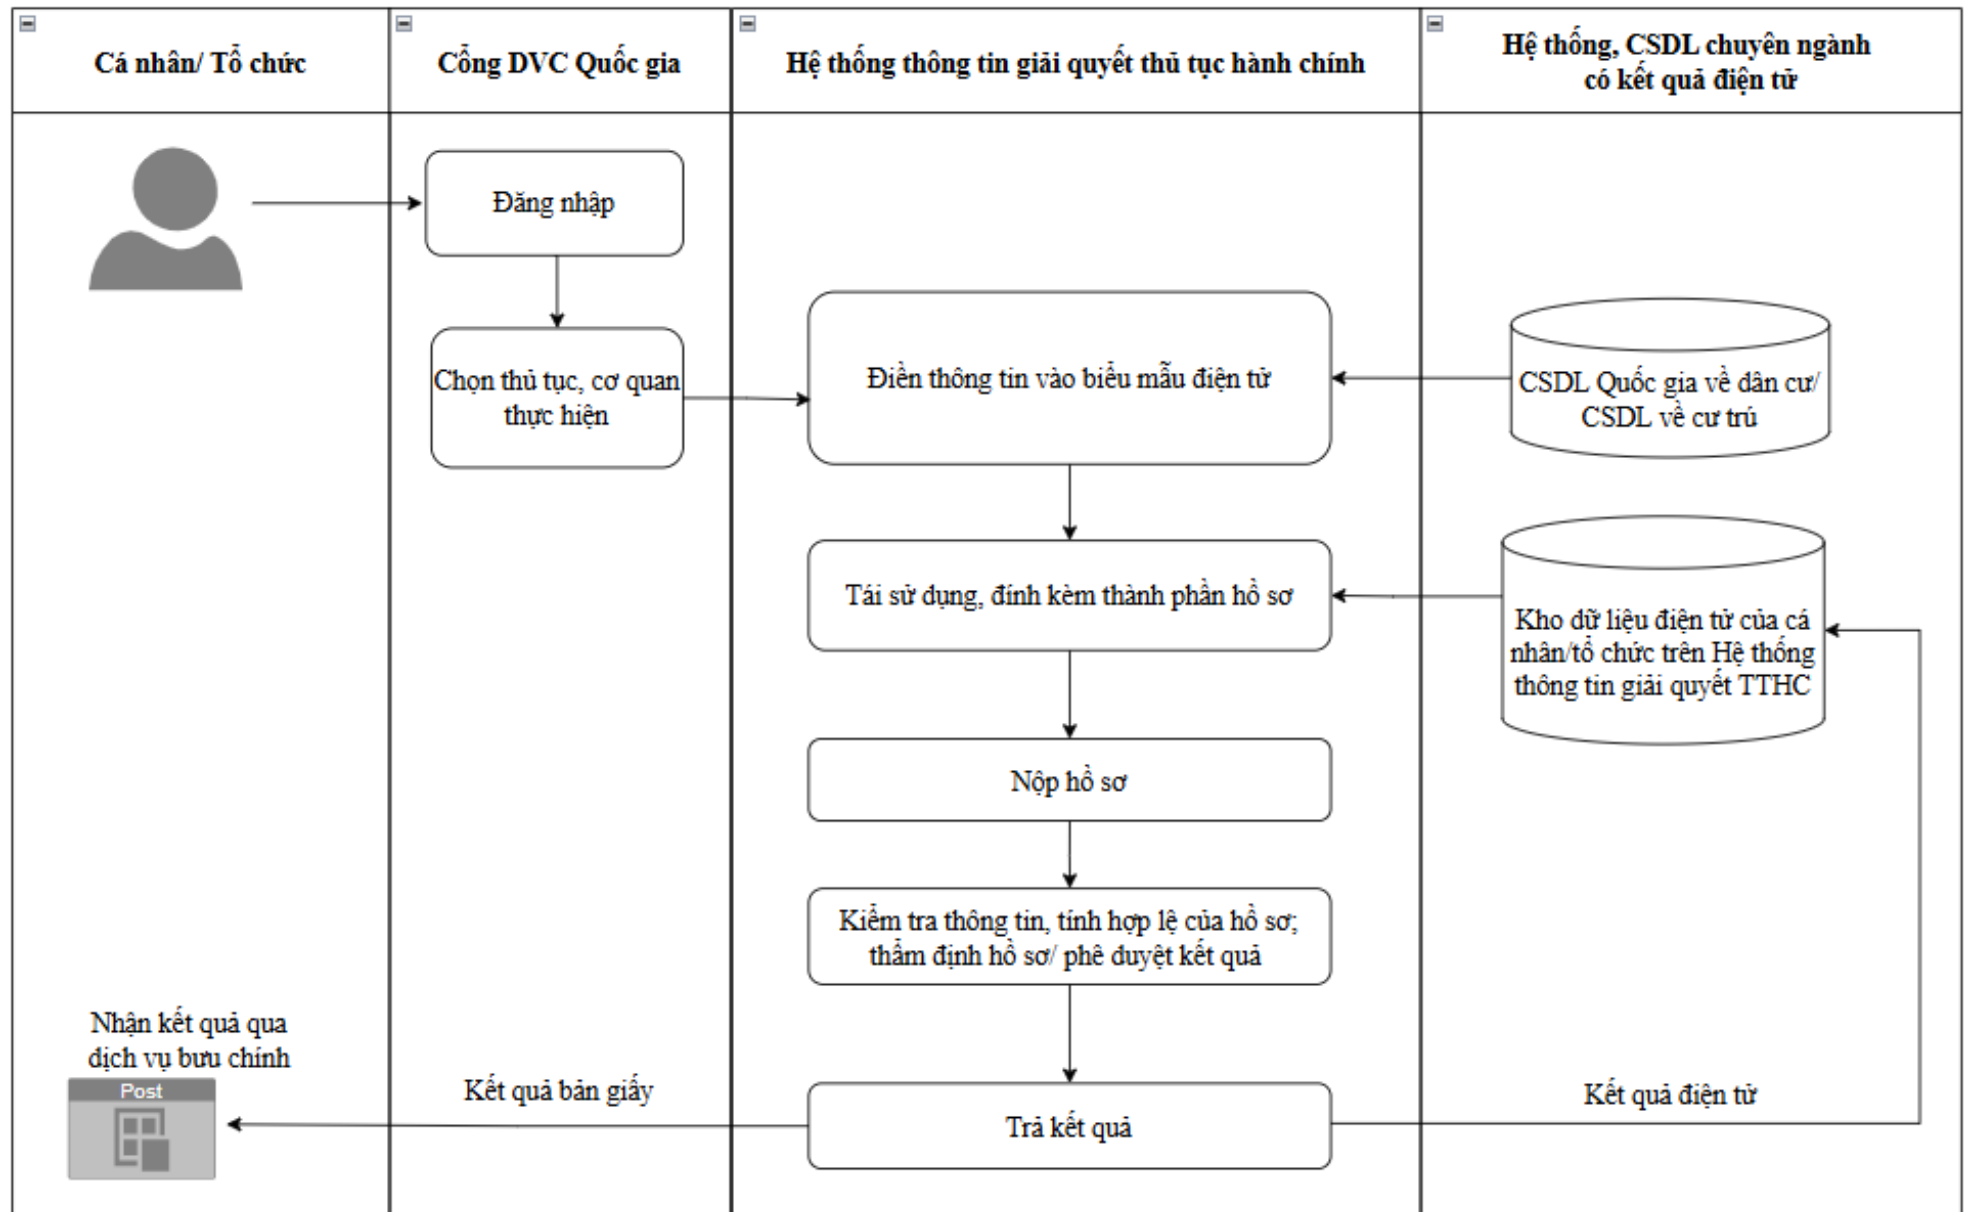 Cá nhân/ Tổ chức
Cổng DVC Quốc gia
Hệ thống thông tin giải quyết thủ tục hành chính
Hệ thống, CSDL chuyên ngành
có kết quả điện tử
Đăng nhập
Chọn thủ tục, cơ quan
thực hiện
Điền thông tin vào biểu mẫu điện tử
CSDL Quốc gia về dân cư/
CSDL về cư trú
Tái sử dụng, đính kèm thành phần hồ sơ
Kho dữ liệu điện tử của cá
nhân/tổ chức trên Hệ thống
thông tin giải quyết TTHC
Nộp hồ sơ
Kiểm tra thông tin, tính hợp lệ của hồ sơ;
thẩm định hồ sơ/ phê duyệt kết quả
Nhận kết quả qua
dịch vụ bưu chính
Post
Kết quả bản giấy
Trả kết quả
Kết quả điện tử